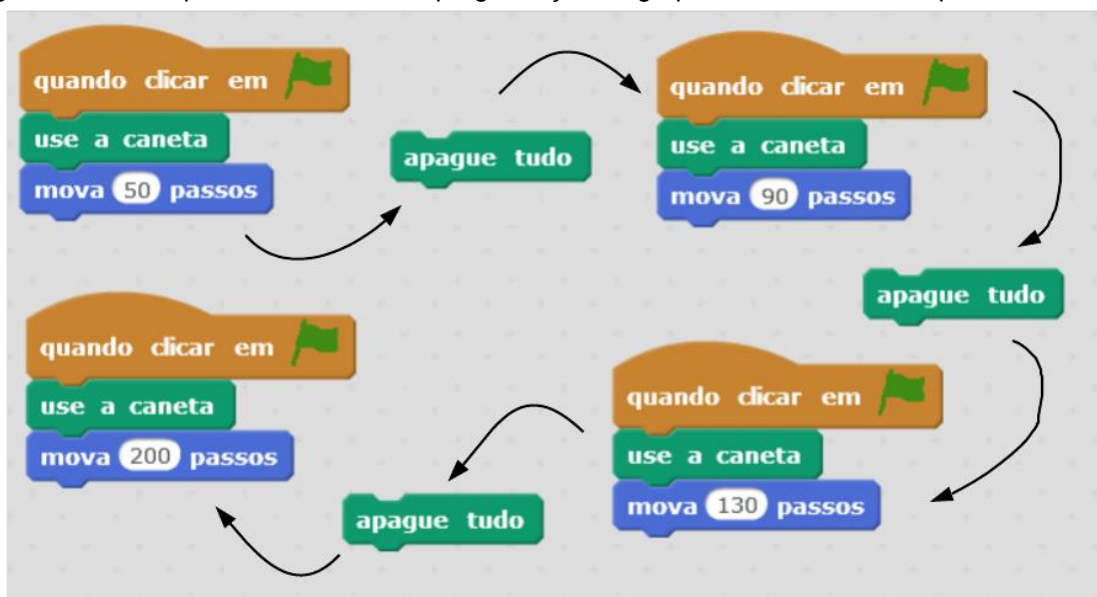 quando clicar em
use a caneta
mova 50 passos
apague tudo
quando clicar em
use a caneta
mova 90 passos
apague tudo
quando clicar em
use a caneta
mova 130 passos
apague tudo
quando clicar em
use a caneta
mova 200 passos